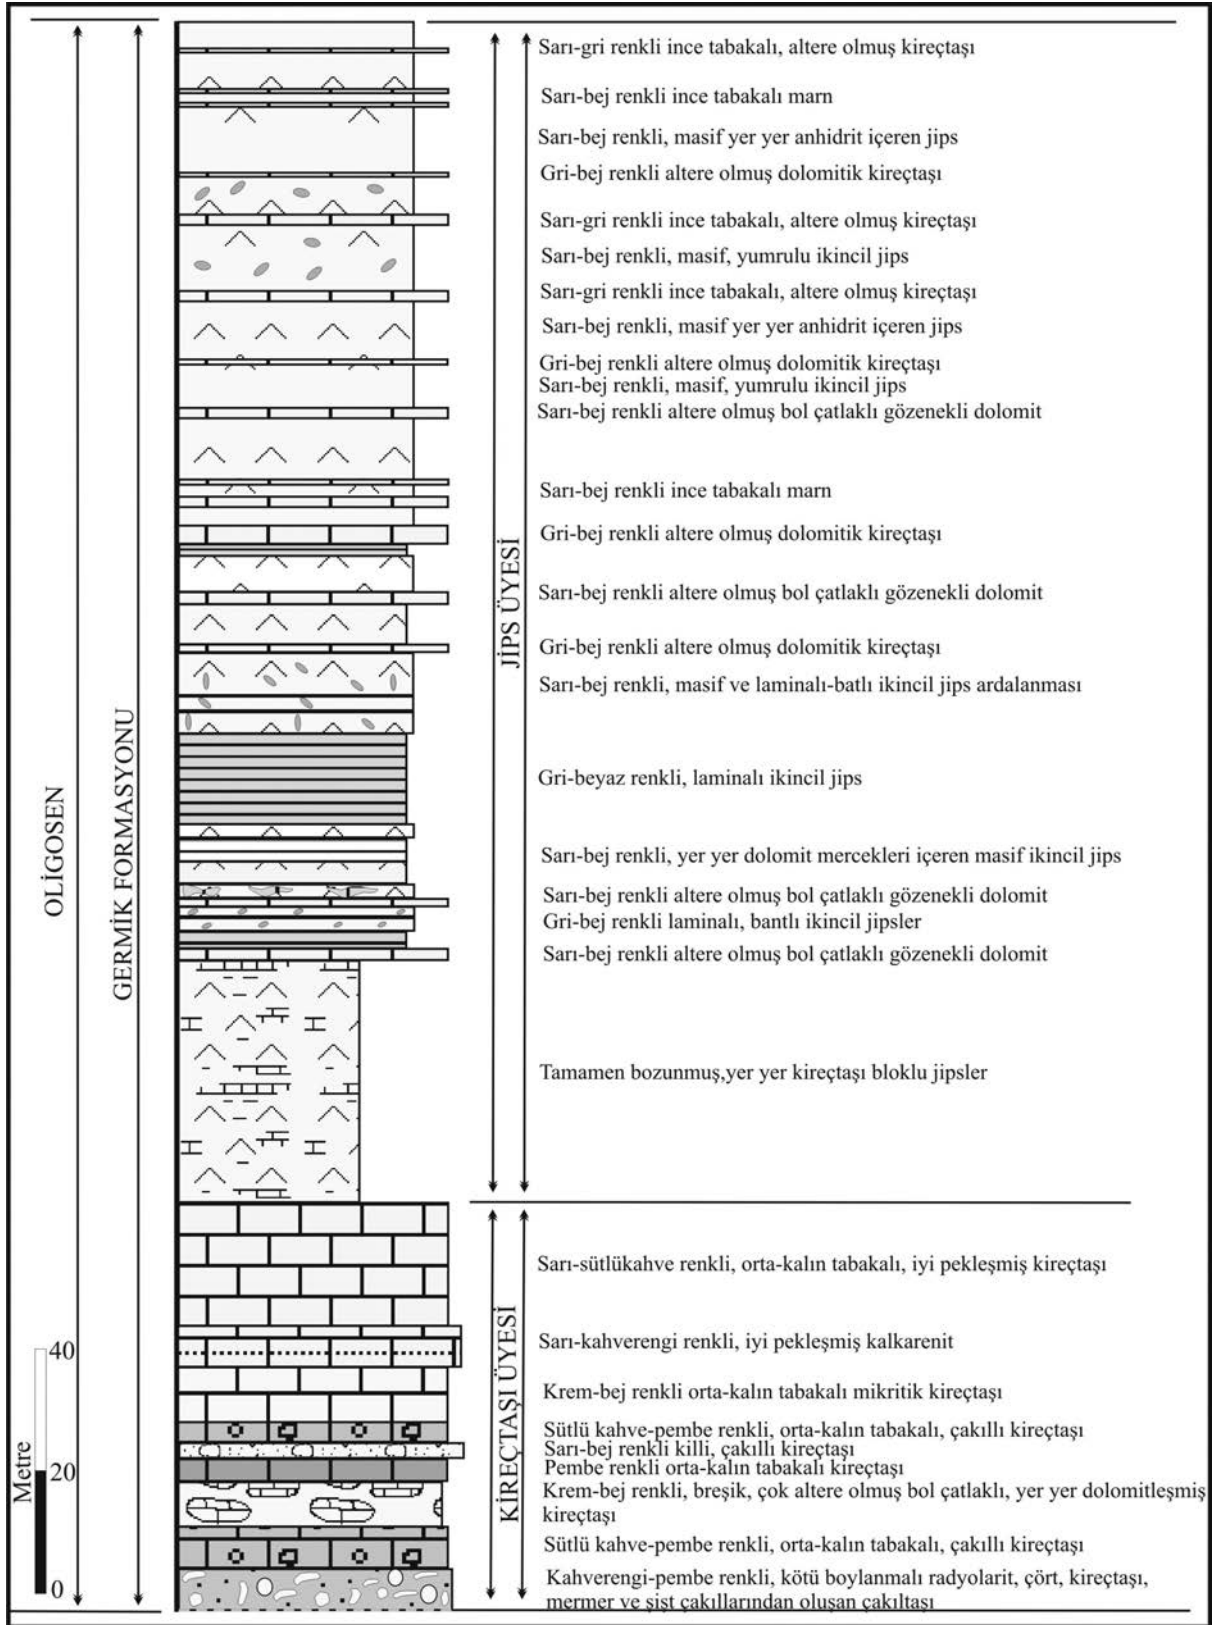 Sarı-gri renkli ince tabakalı, altere olmuş kireçtaşı
Sarı-bej renkli ince tabakalı marn
Sarı-bej renkli, masif yer yer anhidrit içeren jips
Gri-bej renkli altere olmuş dolomitik kireçtaşı
Sarı-gri renkli ince tabakalı, altere olmuş kireçtaşı
Sarı-bej renkli, masif, yumrulu ikincil jips
Sarı-gri renkli ince tabakalı, altere olmuş kireçtaşı
Sarı-bej renkli, masif yer yer anhidrit içeren jips
Gri-bej renkli altere olmuş dolomitik kireçtaşı
Sarı-bej renkli, masif, yumrulu ikincil jips
Sarı-bej renkli altere olmuş bol çatlaklı gözenekli dolomit
Sarı-bej renkli ince tabakalı marn
Gri-bej renkli altere olmuş dolomitik kireçtaşı
Sarı-bej renkli altere olmuş bol çatlaklı gözenekli dolomit
Gri-bej renkli altere olmuş dolomitik kireçtaşı
Sarı-bej renkli, masif ve laminalı-batlı ikincil jips ardalanması
Gri-beyaz renkli, laminalı ikincil jips
Sarı-bej renkli, yer yer dolomit mercekleri içeren masif ikincil jips
Sarı-bej renkli altere olmuş bol çatlaklı gözenekli dolomit
Gri-bej renkli laminalı, bantlı ikincil jipsler
Sarı-bej renkli altere olmuş bol çatlaklı gözenekli dolomit
Tamamen bozunmuş,yer yer kireçtaşı bloklu jipsler
Sarı-sütlükahve renkli, orta-kalın tabakalı, iyi pekleşmiş kireçtaşı
Sarı-kahverengi renkli, iyi pekleşmiş kalkarenit
Krem-bej renkli orta-kalın tabakalı mikritik kireçtaşı
Sütlü kahve-pembe renkli, orta-kalın tabakalı, çakıllı kireçtaşı
Sarı-bej renkli killi, çakıllı kireçtaşı
Pembe renkli orta-kalın tabakalı kireçtaşı
Krem-bej renkli, breşik, çok altere olmuş bol çatlaklı, yer yer dolomitleşmiş
kireçtaşı
Sütlü kahve-pembe renkli, orta-kalın tabakalı, çakıllı kireçtaşı
Kahverengi-pembe renkli, kötü boylanmalı radyolarit, çört, kireçtaşı,
mermer ve şist çakıllarından oluşan çakıltaşı
OLİGOSEN
GERMİK FORMASYONU
JİPS ÜYESİ
KİREÇTAŞI ÜYESİ
Metre
40
20
0